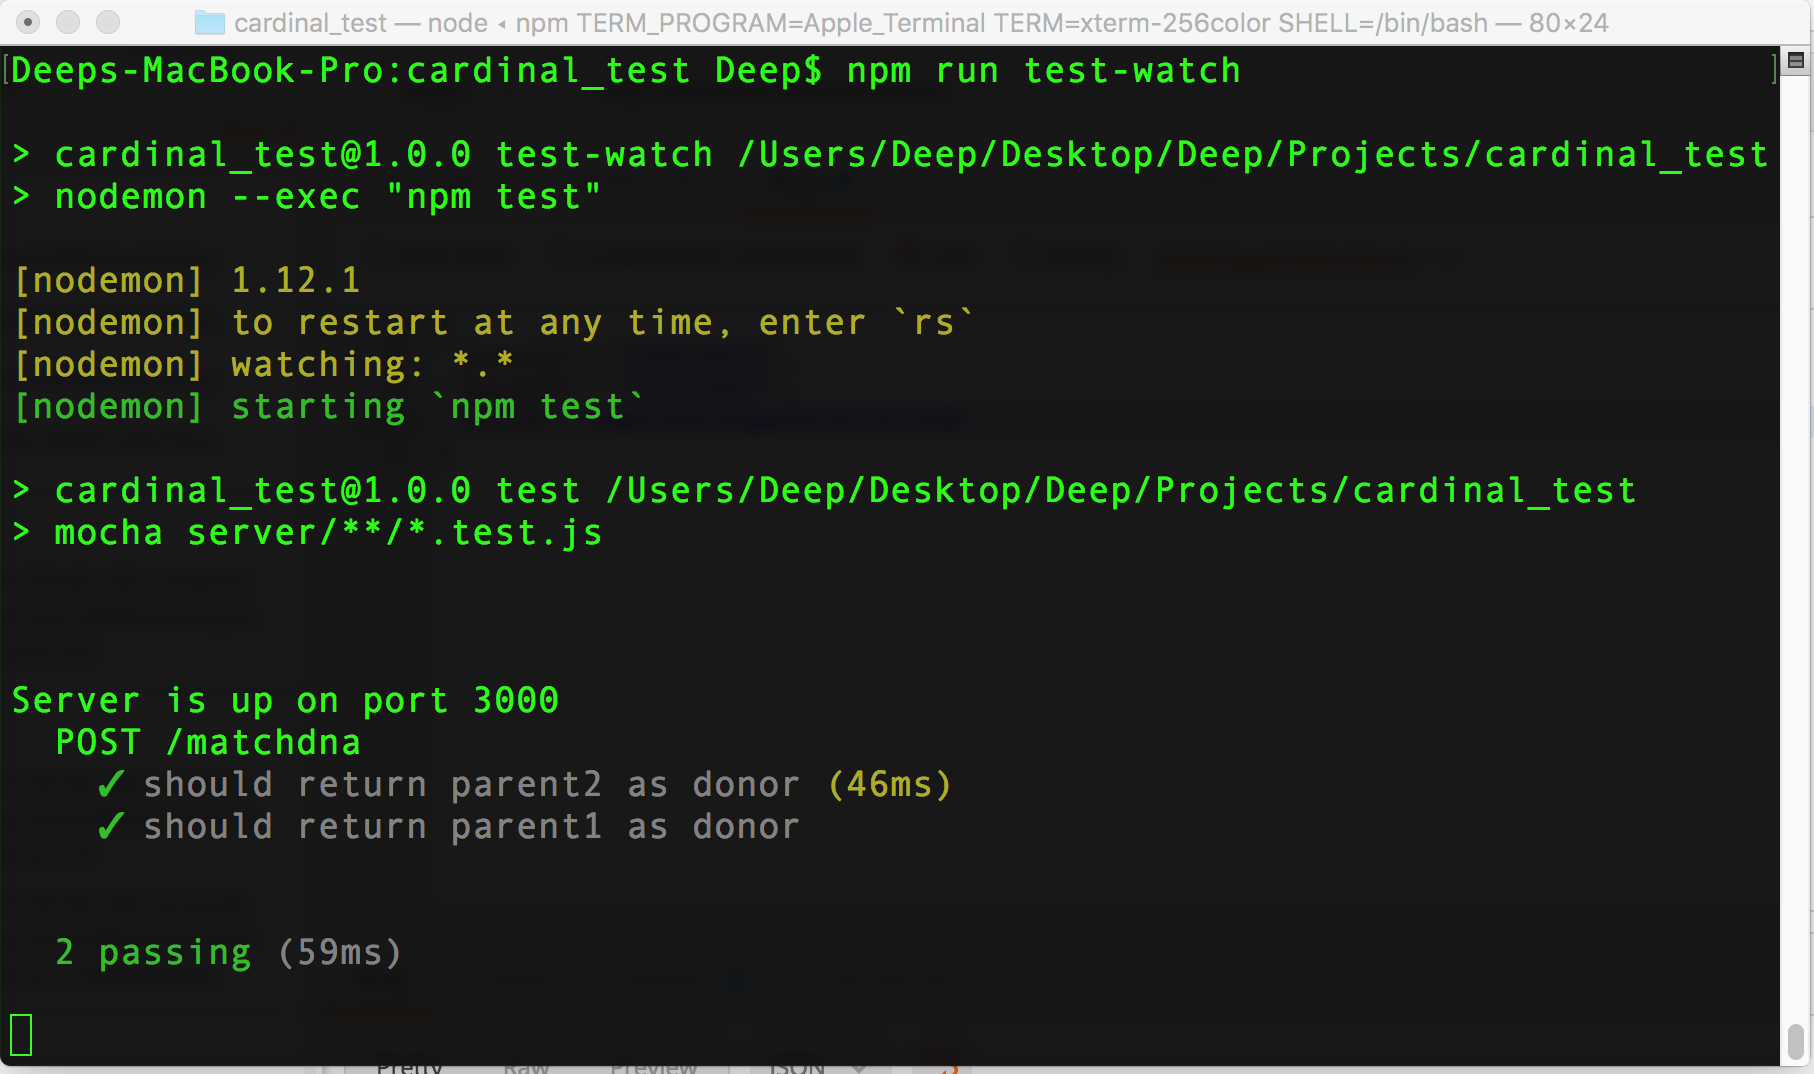 cardinal_test — node ◂ npm TERM_PROGRAM=Apple_Terminal TERM=xterm-256color SHELL=/bin/bash — 80×24
[Deeps-MacBook-Pro:cardinal_test Deep$ npm run test-watch ]
> cardinal_test@1.0.0 test-watch /Users/Deep/Desktop/Deep/Projects/cardinal_test
> nodemon --exec "npm test"
[nodemon] 1.12.1
[nodemon] to restart at any time, enter `rs`
[nodemon] watching: *.*
[nodemon] starting `npm test`
> cardinal_test@1.0.0 test /Users/Deep/Desktop/Deep/Projects/cardinal_test
> mocha server/**/*.test.js
Server is up on port 3000
POST /matchdna
✓ should return parent2 as donor (46ms)
✓ should return parent1 as donor
2 passing (59ms)
Pretty Raw Preview JSON